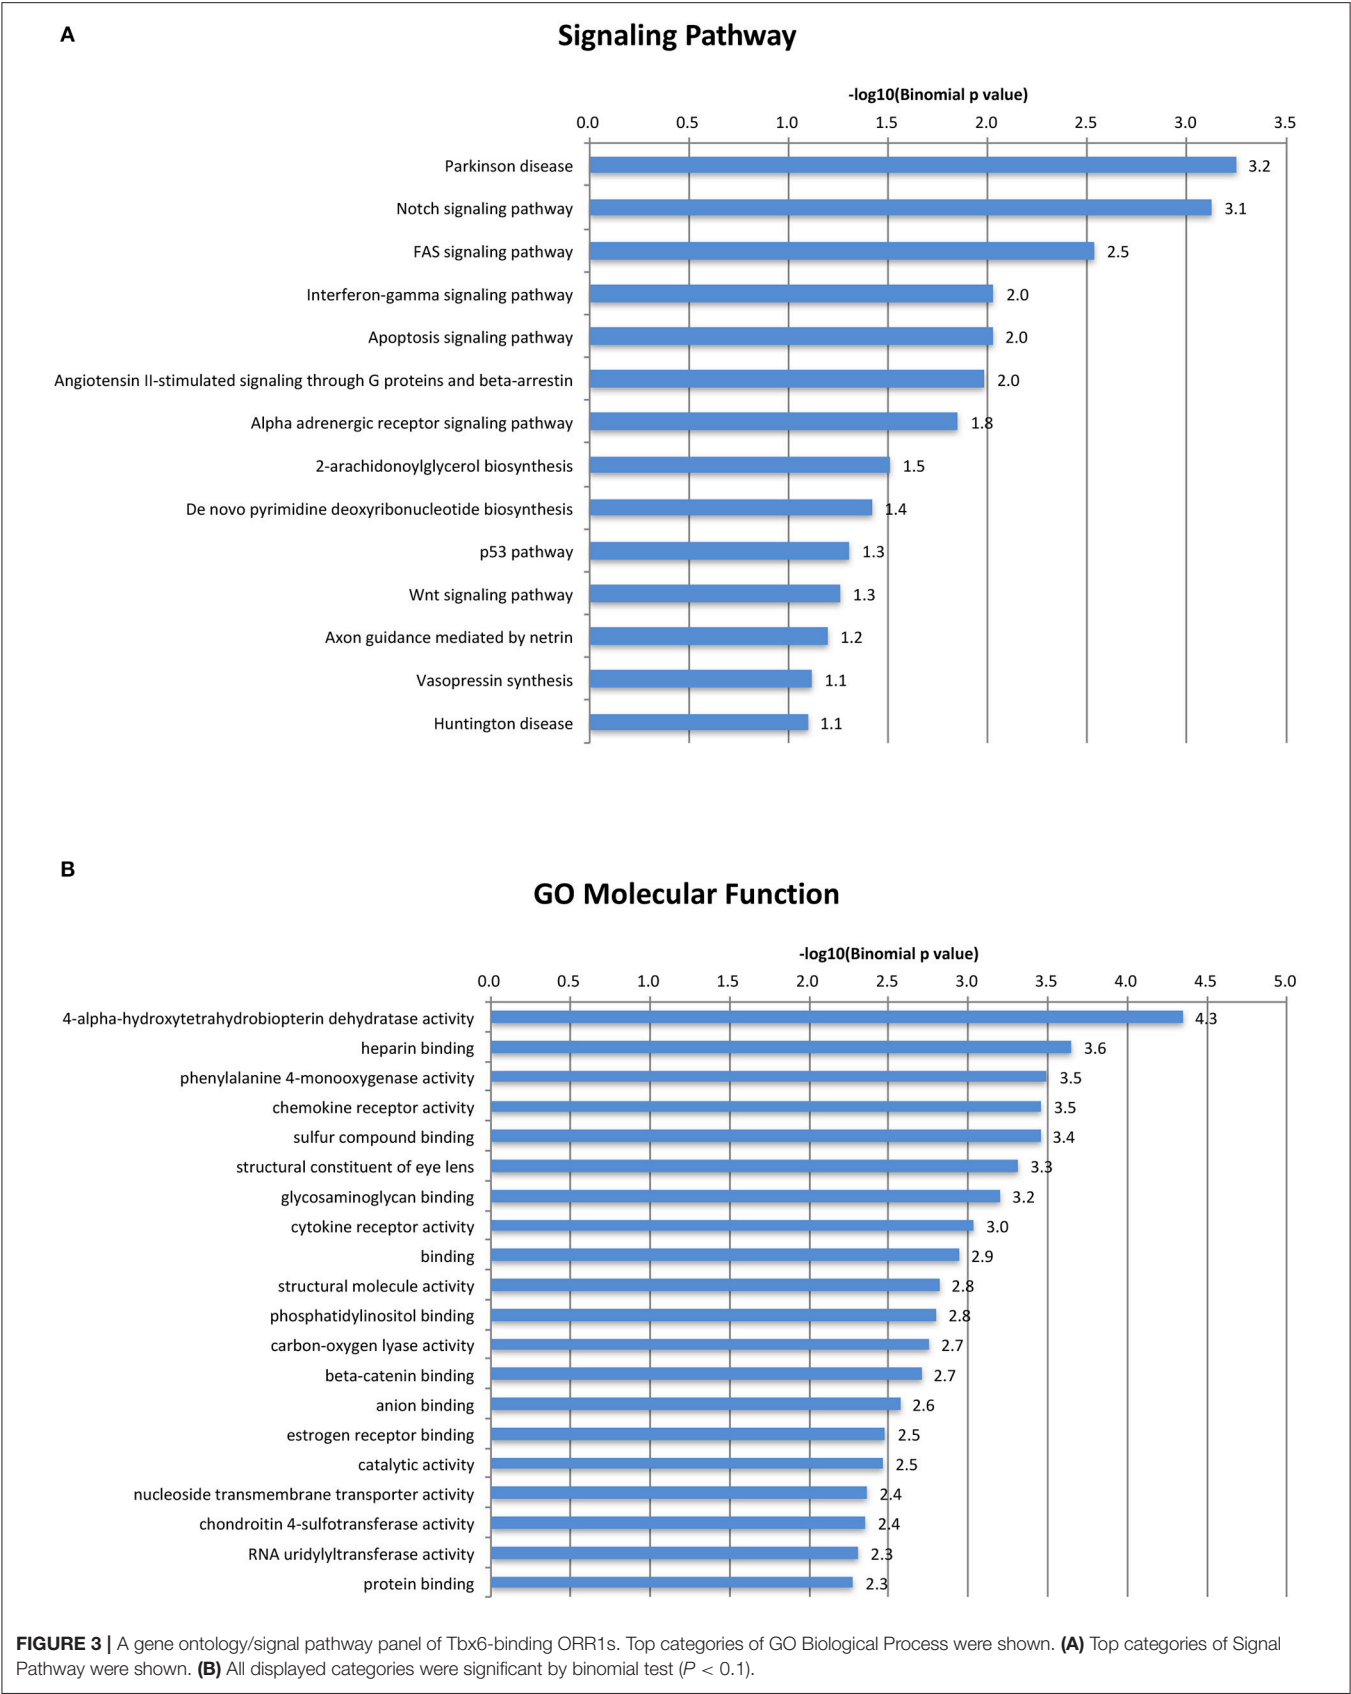 A
Signaling Pathway
-log10(Binomial p value)
0.0 0.5 1.0 1.5 2.0 2.5 3.0 3.5
Parkinson disease 3.2
Notch signaling pathway 3.1
FAS signaling pathway 2.5
Interferon-gamma signaling pathway 2.0
Apoptosis signaling pathway 2.0
Angiotensin II-stimulated signaling through G proteins and beta-arrestin 2.0
Alpha adrenergic receptor signaling pathway 1.8
2-arachidonoylglycerol biosynthesis 1.5
De novo pyrimidine deoxyribonucleotide biosynthesis 1.4
p53 pathway 1.3
Wnt signaling pathway 1.3
Axon guidance mediated by netrin 1.2
Vasopressin synthesis 1.1
Huntington disease 1.1
B
GO Molecular Function
-log10(Binomial p value)
0.0 0.5 1.0 1.5 2.0 2.5 3.0 3.5 4.0 4.5 5.0
4-alpha-hydroxytetrahydrobiopterin dehydratase activity 4.3
heparin binding 3.6
phenylalanine 4-monooxygenase activity 3.5
chemokine receptor activity 3.5
sulfur compound binding 3.4
structural constituent of eye lens 3.3
glycosaminoglycan binding 3.2
cytokine receptor activity 3.0
binding 2.9
structural molecule activity 2.8
phosphatidylinositol binding 2.8
carbon-oxygen lyase activity 2.7
beta-catenin binding 2.7
anion binding 2.6
estrogen receptor binding 2.5
catalytic activity 2.5
nucleoside transmembrane transporter activity 2.4
chondroitin 4-sulfotransferase activity 2.4
RNA uridylyltransferase activity 2.3
protein binding 2.3
FIGURE 3 | A gene ontology/signal pathway panel of Tbx6-binding ORR1s. Top categories of GO Biological Process were shown. (A) Top categories of Signal
Pathway were shown. (B) All displayed categories were significant by binomial test (P < 0.1).